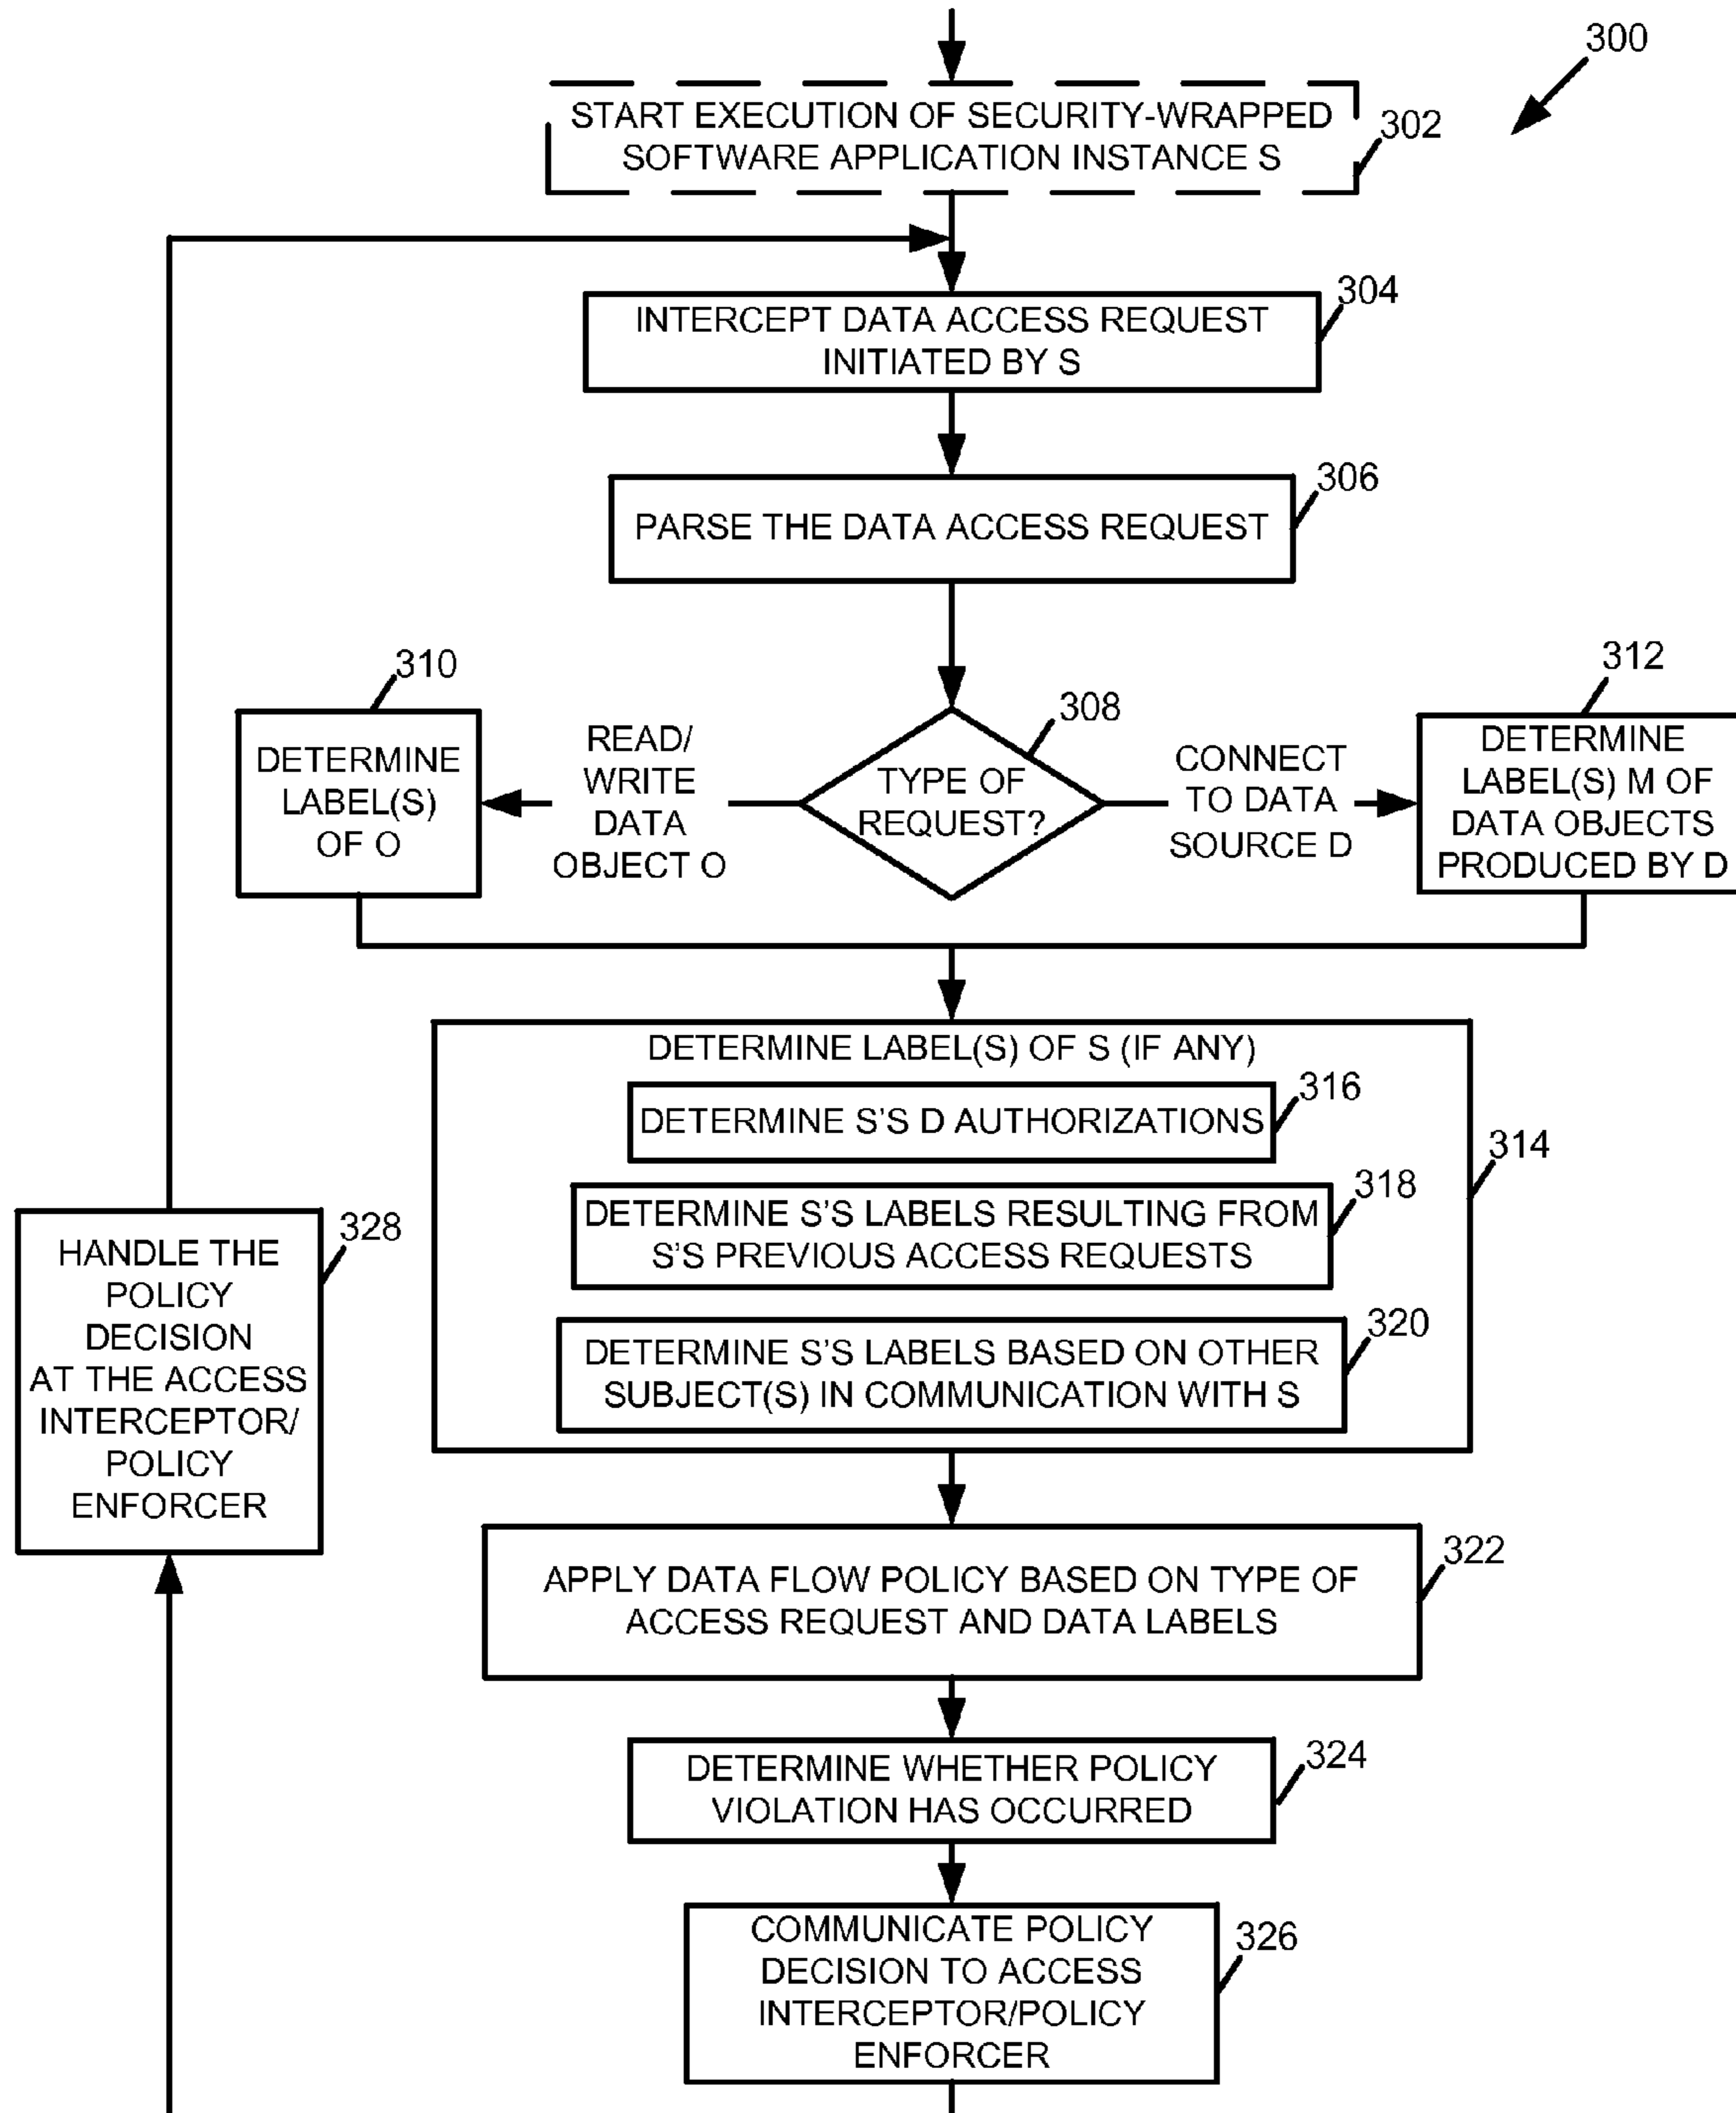 300
START EXECUTION OF SECURITY-WRAPPED
SOFTWARE APPLICATION INSTANCE S
302
INTERCEPT DATA ACCESS REQUEST
INITIATED BY S
304
PARSE THE DATA ACCESS REQUEST
306
TYPE OF
REQUEST?
308
READ/
WRITE
DATA
OBJECT O
DETERMINE
LABEL(S)
OF O
310
CONNECT
TO DATA
SOURCE D
DETERMINE
LABEL(S) M OF
DATA OBJECTS
PRODUCED BY D
312
DETERMINE LABEL(S) OF S (IF ANY)
314
DETERMINE S'S D AUTHORIZATIONS
316
DETERMINE S'S LABELS RESULTING FROM
S'S PREVIOUS ACCESS REQUESTS
318
DETERMINE S'S LABELS BASED ON OTHER
SUBJECT(S) IN COMMUNICATION WITH S
320
APPLY DATA FLOW POLICY BASED ON TYPE OF
ACCESS REQUEST AND DATA LABELS
322
DETERMINE WHETHER POLICY
VIOLATION HAS OCCURRED
324
COMMUNICATE POLICY
DECISION TO ACCESS
INTERCEPTOR/POLICY
ENFORCER
326
HANDLE THE
POLICY
DECISION
AT THE ACCESS
INTERCEPTOR/
POLICY
ENFORCER
328